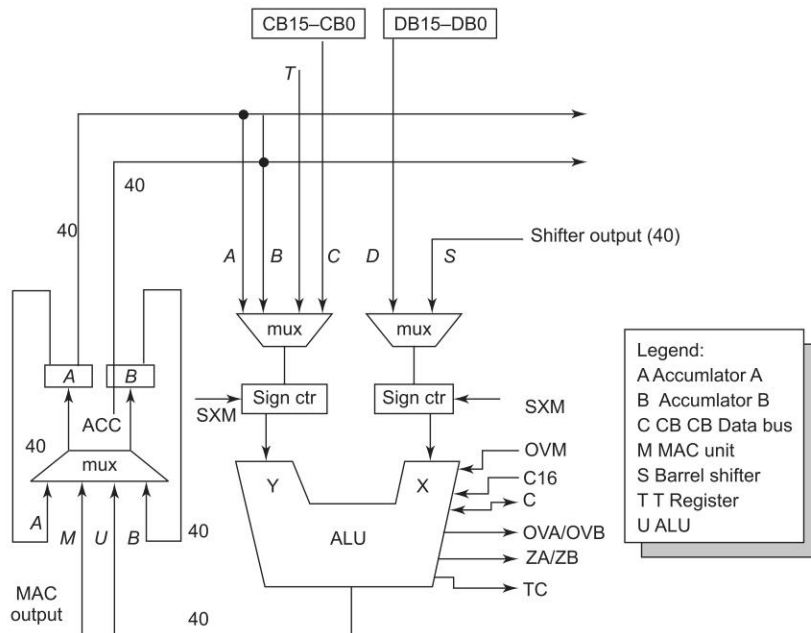 CB15–CB0
DB15–DB0
T
40
40
A
B
C
D
S
Shifter output (40)
mux
mux
A
B
Sign ctr
Sign ctr
SXM
SXM
ACC
40
mux
OVM
C16
C
Y
X
ALU
OVA/OVB
ZA/ZB
TC
A
M
U
B
40
MAC
output
40
Legend:
A Accumlator A
B Accumlator B
C CB CB Data bus
M MAC unit
S Barrel shifter
T T Register
U ALU